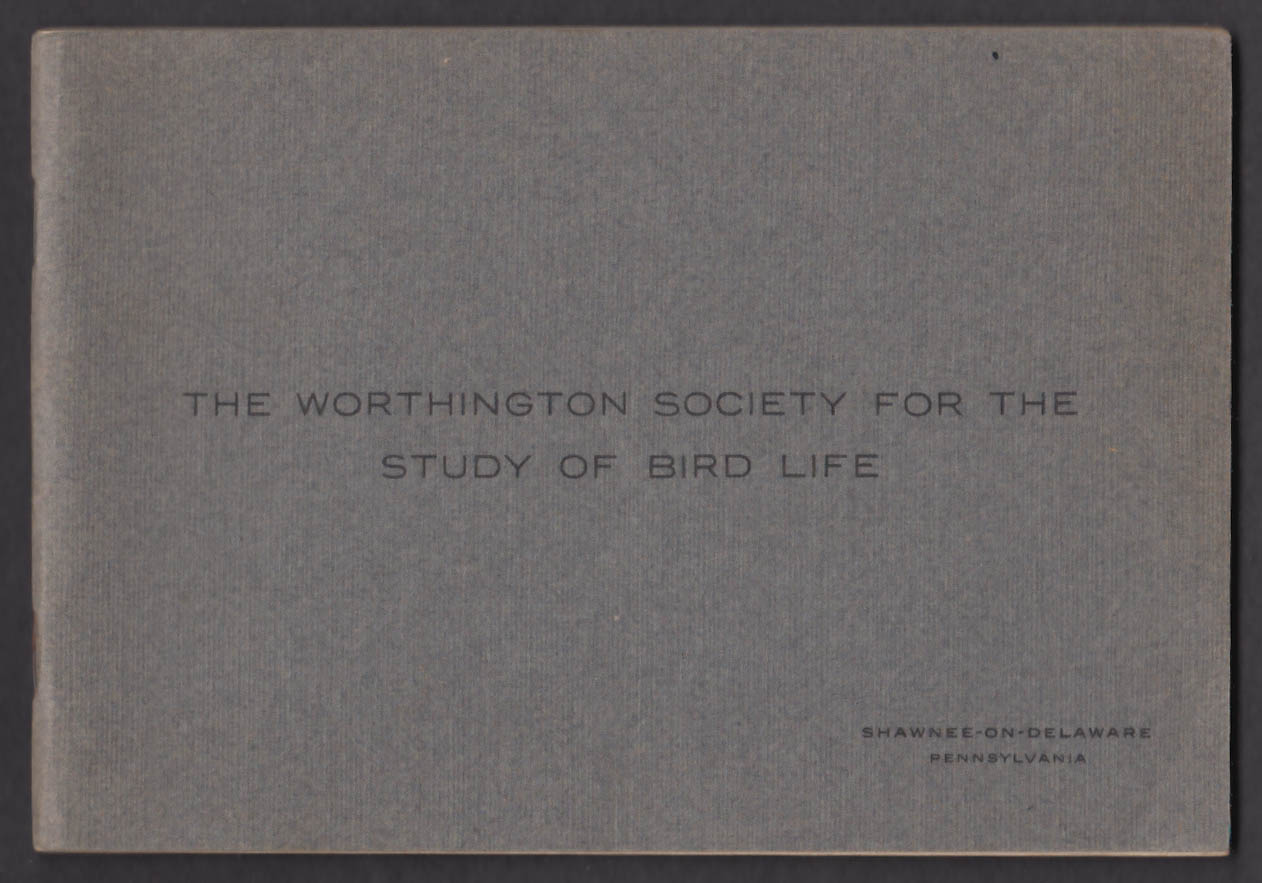 THE WORTHINGTON SOCIETY FOR THE
STUDY OF BIRD LIFE
SHAWNEE-ON-DELAWARE
PENNSYLVANIA